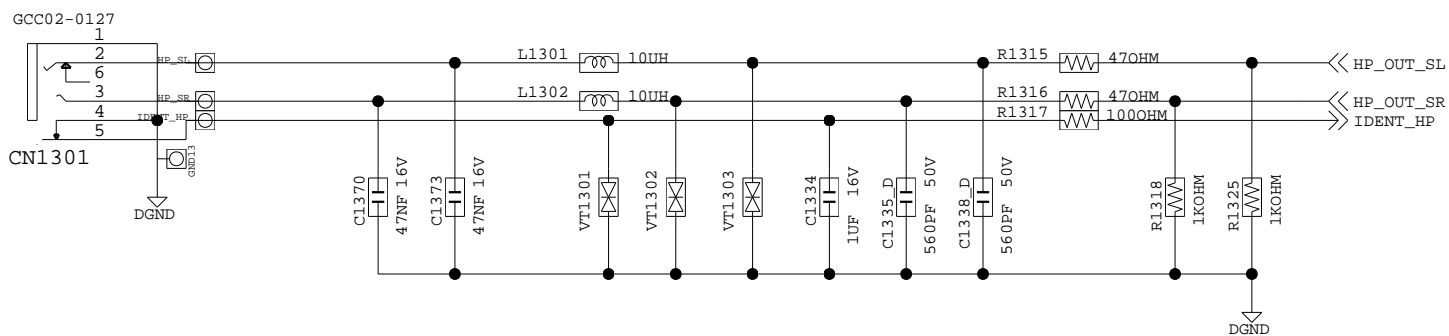 GCC02-0127
1
2
6
3
4
5
CN1301
HP_SL
HP_SR
IDENT_HP
GND13
DGND
L1301 10UH
L1302 10UH
R1315 47OHM
R1316 47OHM
R1317 100OHM
HP_OUT_SL
HP_OUT_SR
IDENT_HP
C1370
47NF 16V
C1373
47NF 16V
VT1301
VT1302
VT1303
C1334
1UF 16V
C1335_D
560PF 50V
C1338_D
560PF 50V
R1318
1KOHM
R1325
1KOHM
DGND